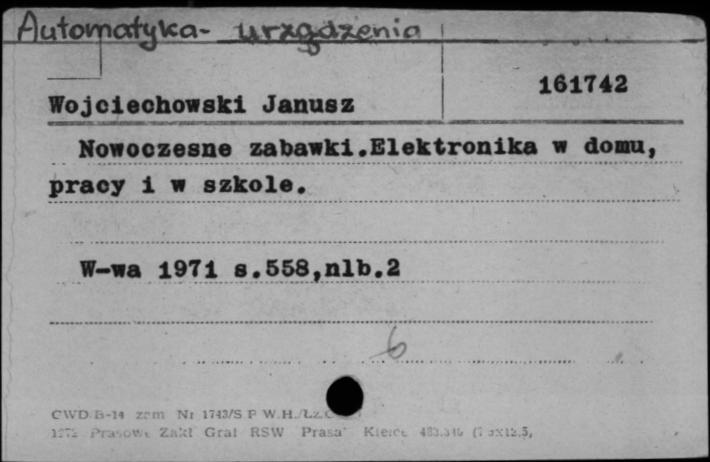 Automatyka- urządzenia
161742
Wojciechowski Janusz
Nowoczesne zabawki.Elektronika w domu,
pracy i w szkole.
W-wa 1971 s.558,nlb.2
6
CWD B-14 zam Nr 1743/S P W.H.
Prasowe Zakł Graf RSW Prasa Kielce